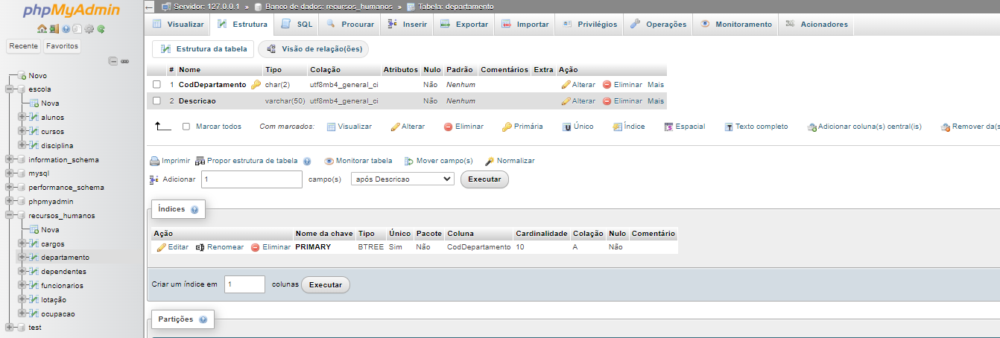 phpMyAdmin
Recente Favoritos
Novo
escola
Nova
alunos
cursos
disciplina
information_schema
mysql
performance_schema
phpmyadmin
recursos_humanos
Nova
cargos
departamento
dependentes
funcionarios
lotação
ocupacao
test
← Servidor: 127.0.0.1 » Banco de dados: recursos_humanos » Tabela: departamento
Visualizar Estrutura SQL Procurar Inserir Exportar Importar Privilégios Operações Monitoramento Acionadores
Estrutura da tabela Visão de relação(ões)
# Nome Tipo Colação Atributos Nulo Padrão Comentários Extra Ação
1 CodDepartamento char(2) utf8mb4_general_ci Não Nenhum Alterar Eliminar Mais
2 Descricao varchar(50) utf8mb4_general_ci Não Nenhum Alterar Eliminar Mais
Marcar todos Com marcados: Visualizar Alterar Eliminar Primária Único Índice Espacial Texto completo Adicionar coluna(s) central(is) Remover da(s
Imprimir Propor estrutura de tabela Monitorar tabela Mover campo(s) Normalizar
Adicionar 1 campo(s) após Descricao Executar
Índices
Ação Nome da chave Tipo Único Pacote Coluna Cardinalidade Colação Nulo Comentário
Editar Renomear Eliminar PRIMARY BTREE Sim Não CodDepartamento 10 A Não
Criar um índice em 1 colunas Executar
Partições